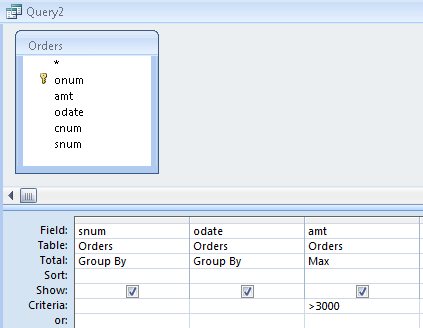 Query2
Orders
*
onum
amt
odate
cnum
snum
Field: snum odate amt
Table: Orders Orders Orders
Total: Group By Group By Max
Sort:
Show:
Criteria: >3000
or: